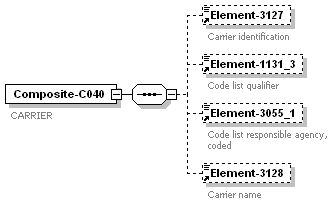 Element-3127
Carrier identification
Element-1131_3
Code list qualifier
Composite-C040
CARRIER
Element-3055_1
Code list responsible agency,
coded
Element-3128
Carrier name